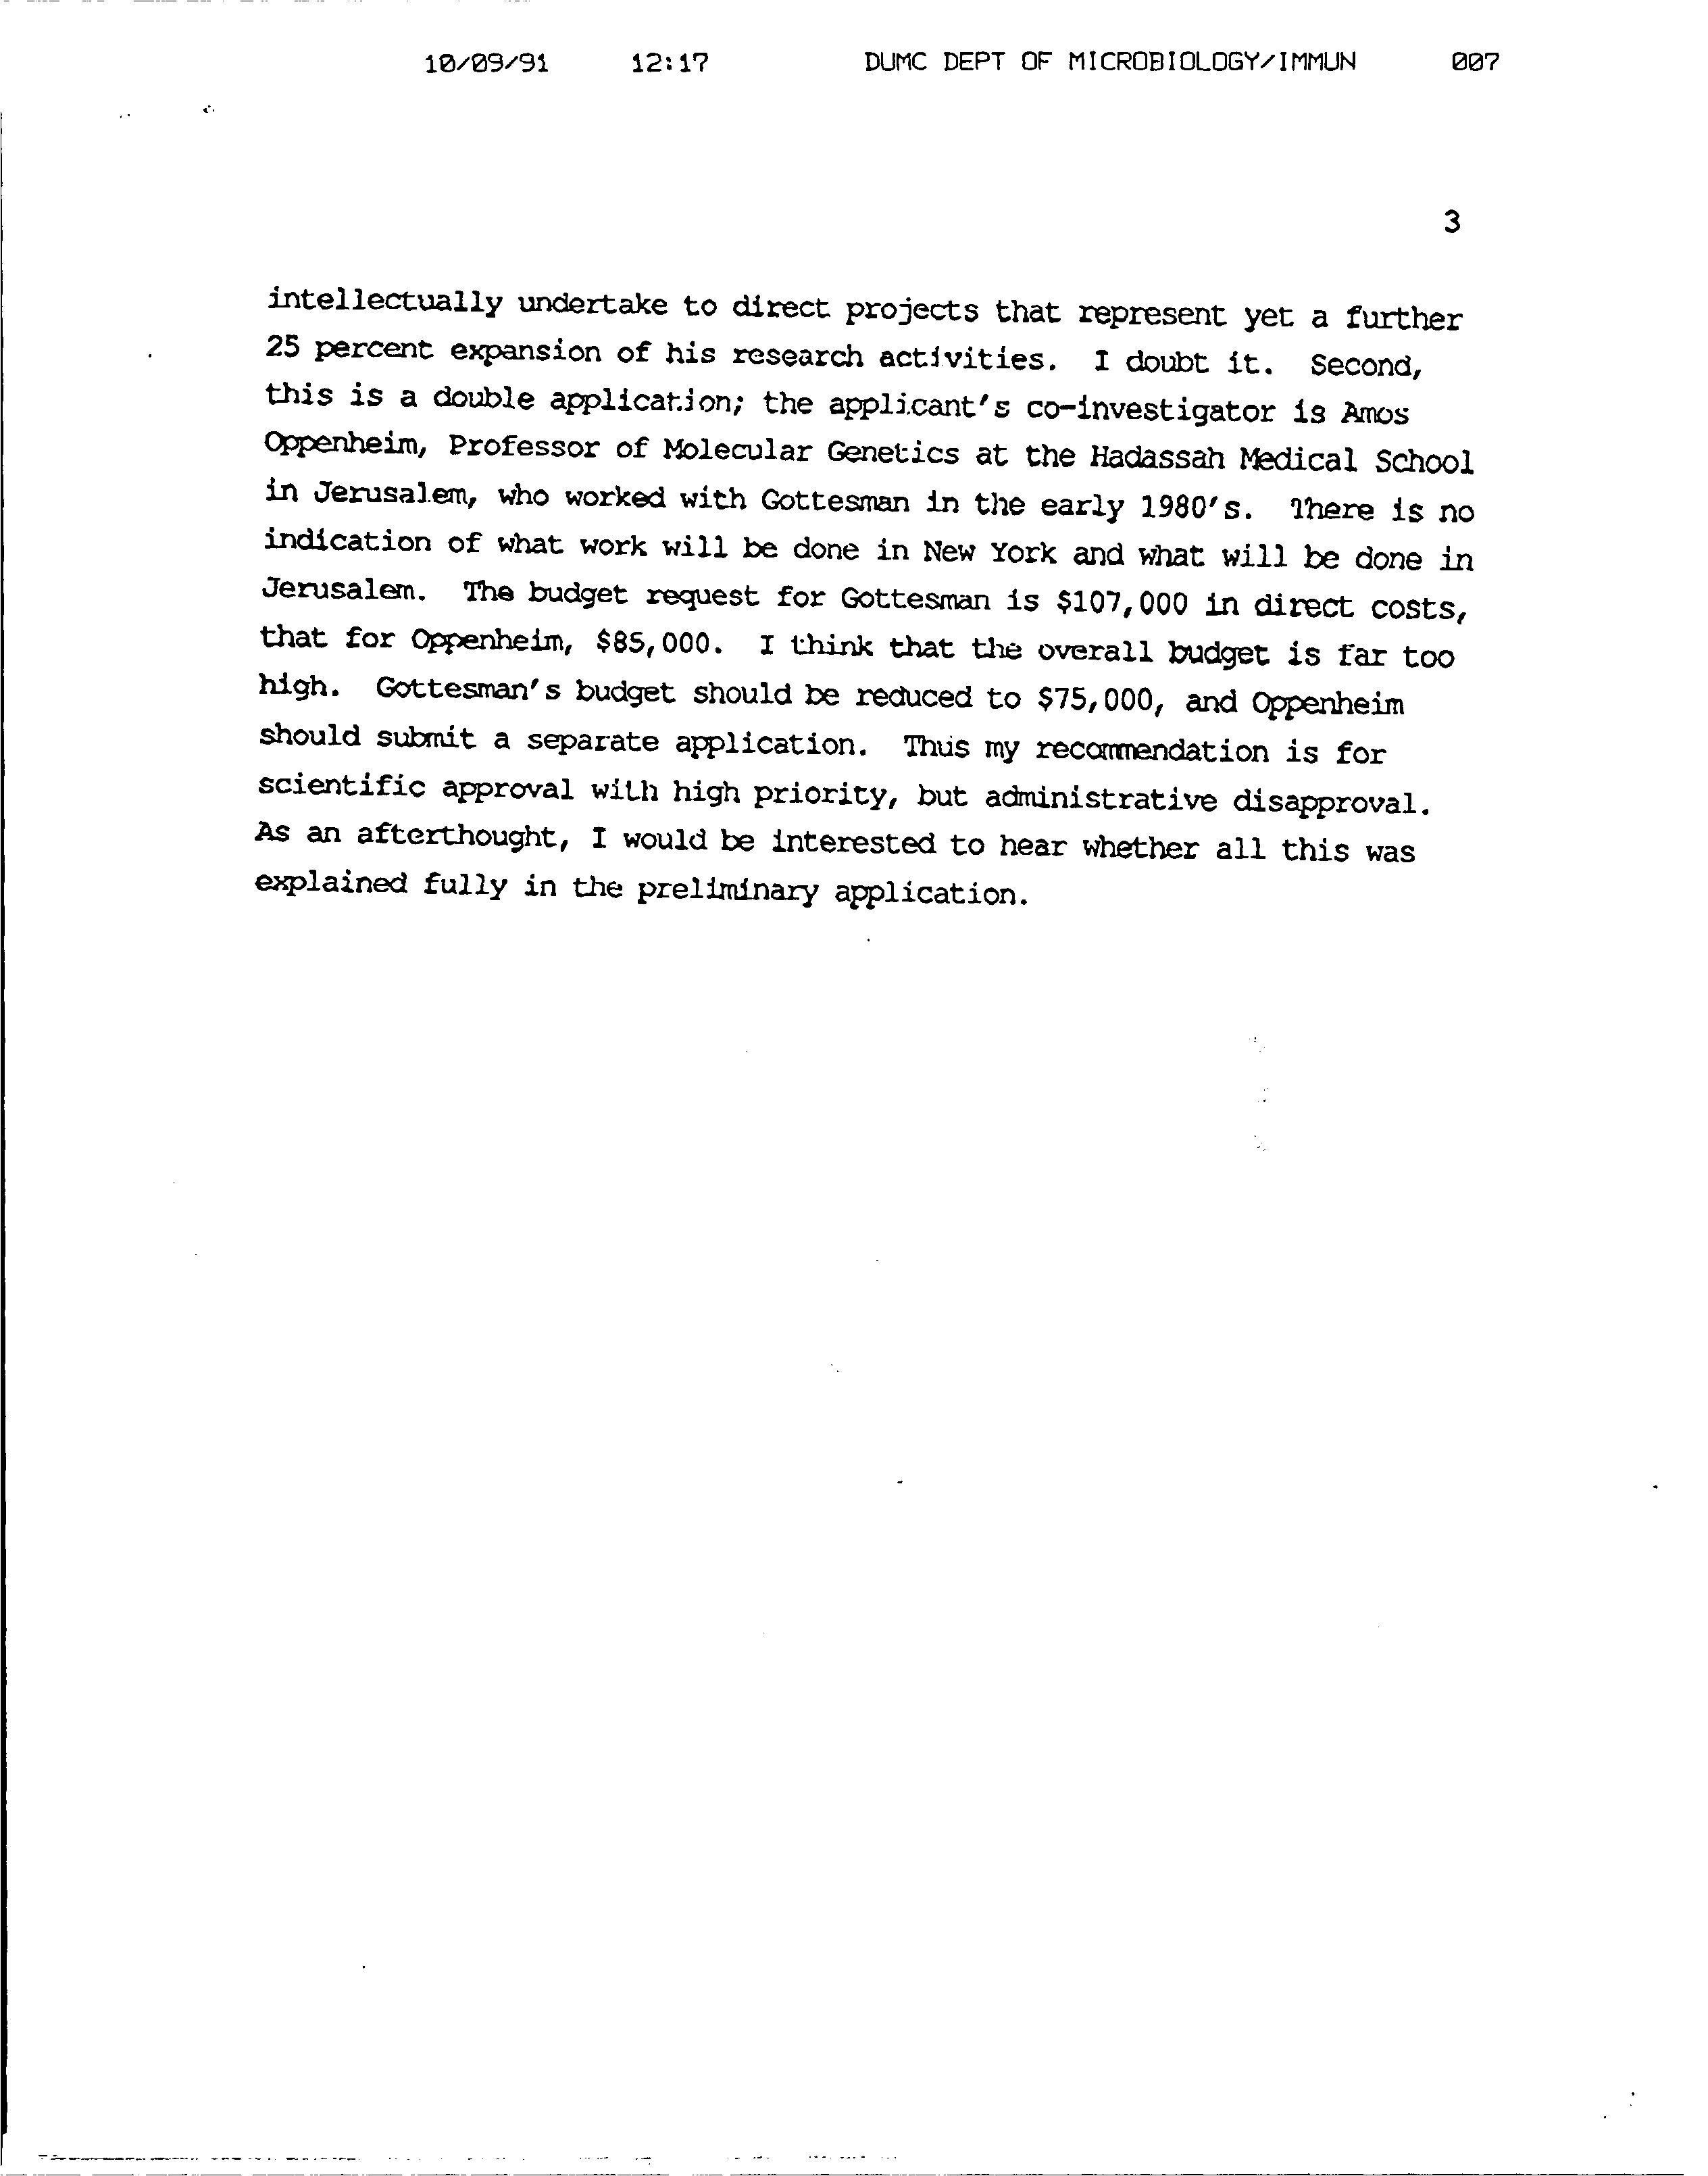 10/09/91 12:17 DUMC DEPT OF MICROBIOLOGY/IMMUN 007
3
intellectually undertake to direct projects that represent yet a further
25 percent expansion of his research activities. I doubt it. Second,
this is a double application; the applicant's co-investigator is Amos
Oppenheim, Professor of Molecular Genetics at the Hadassah Medical School
in Jerusalem, who worked with Gottesman in the early 1980's. There is no
indication of what work will be done in New York and what will be done in
Jerusalem. The budget request for Gottesman is $107,000 in direct costs,
that for Oppenheim, $85,000. I think that the overall budget is far too
high. Gottesman's budget should be reduced to $75,000, and Oppenheim
should submit a separate application. Thus my recommendation is for
scientific approval with high priority, but administrative disapproval.
As an afterthought, I would be interested to hear whether all this was
explained fully in the preliminary application.